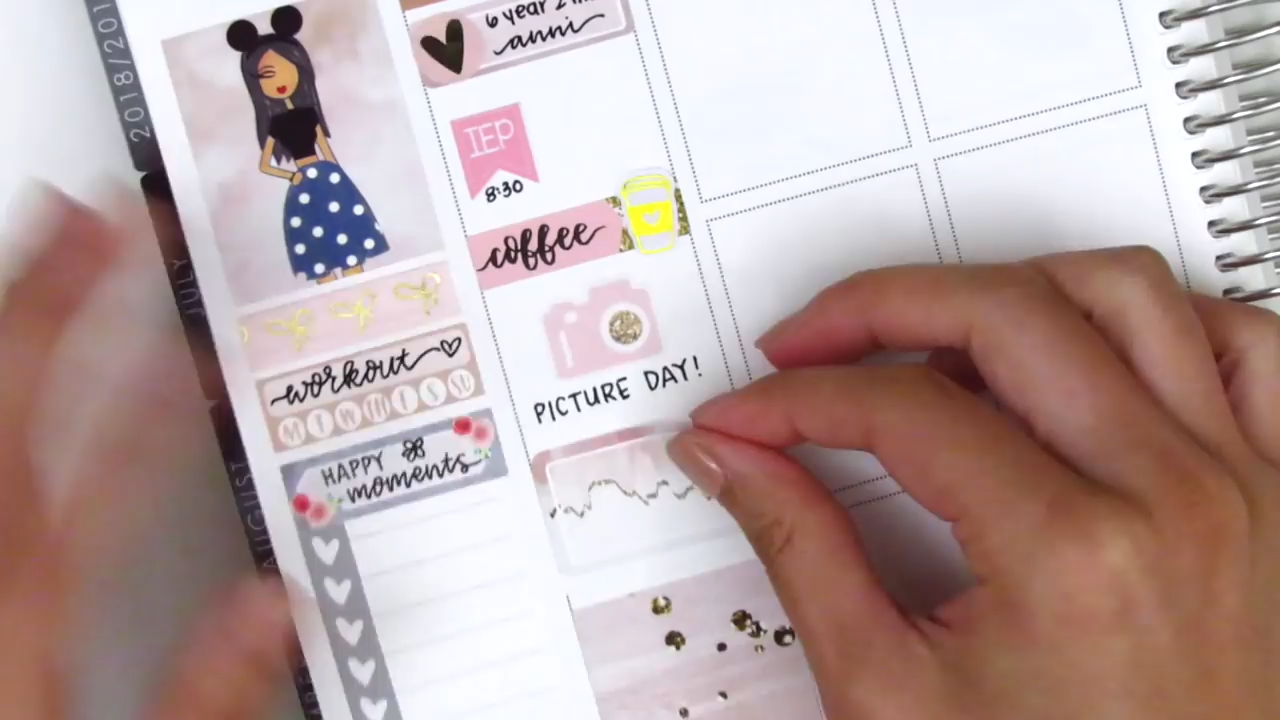 2018/201
JULY
AUGUST
6 year 2
anni
IEP
8:30
coffee
PICTURE DAY!
workout
M T W T F S S
HAPPY
moments